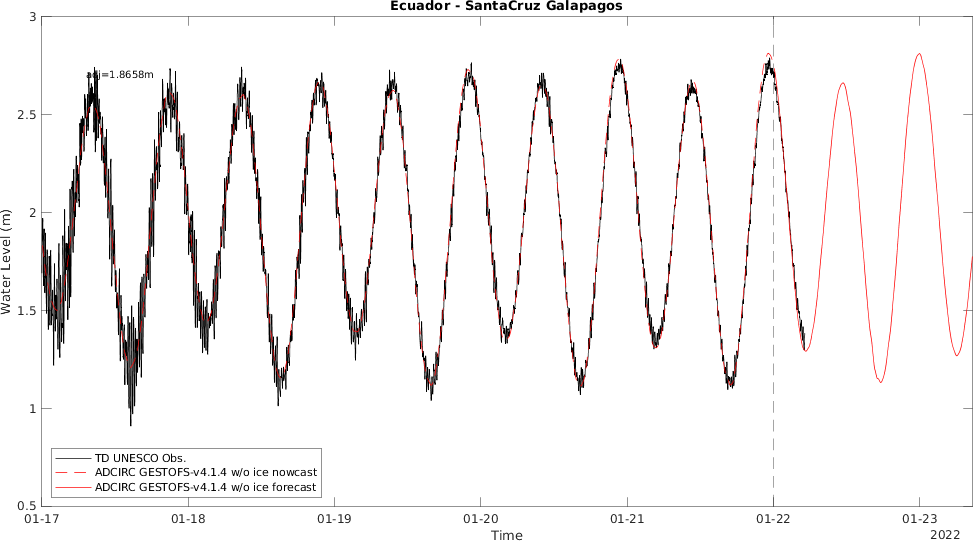 Ecuador - SantaCruz Galapagos
3
2.5
2
1.5
1
0.5
Water Level (m)
adj=1.8658m
TD UNESCO Obs.
ADCIRC GESTOFS-v4.1.4 w/o ice nowcast
ADCIRC GESTOFS-v4.1.4 w/o ice forecast
01-17 01-18 01-19 01-20 01-21 01-22 01-23
Time
2022